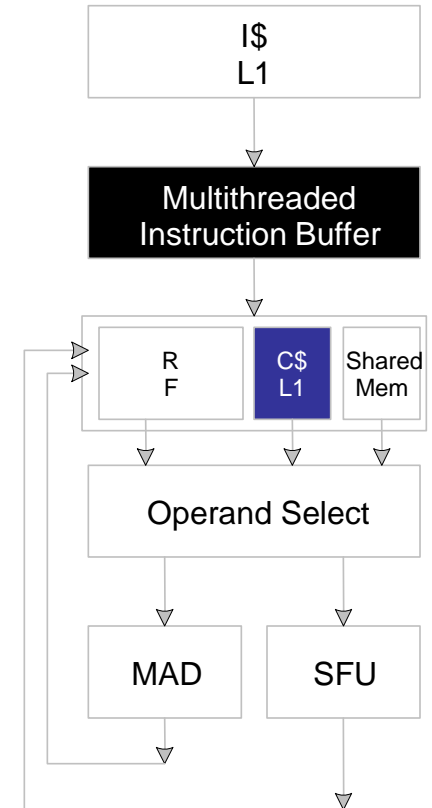 I$
L1
Multithreaded
Instruction Buffer
R
F
C$
L1
Shared
Mem
Operand Select
MAD
SFU